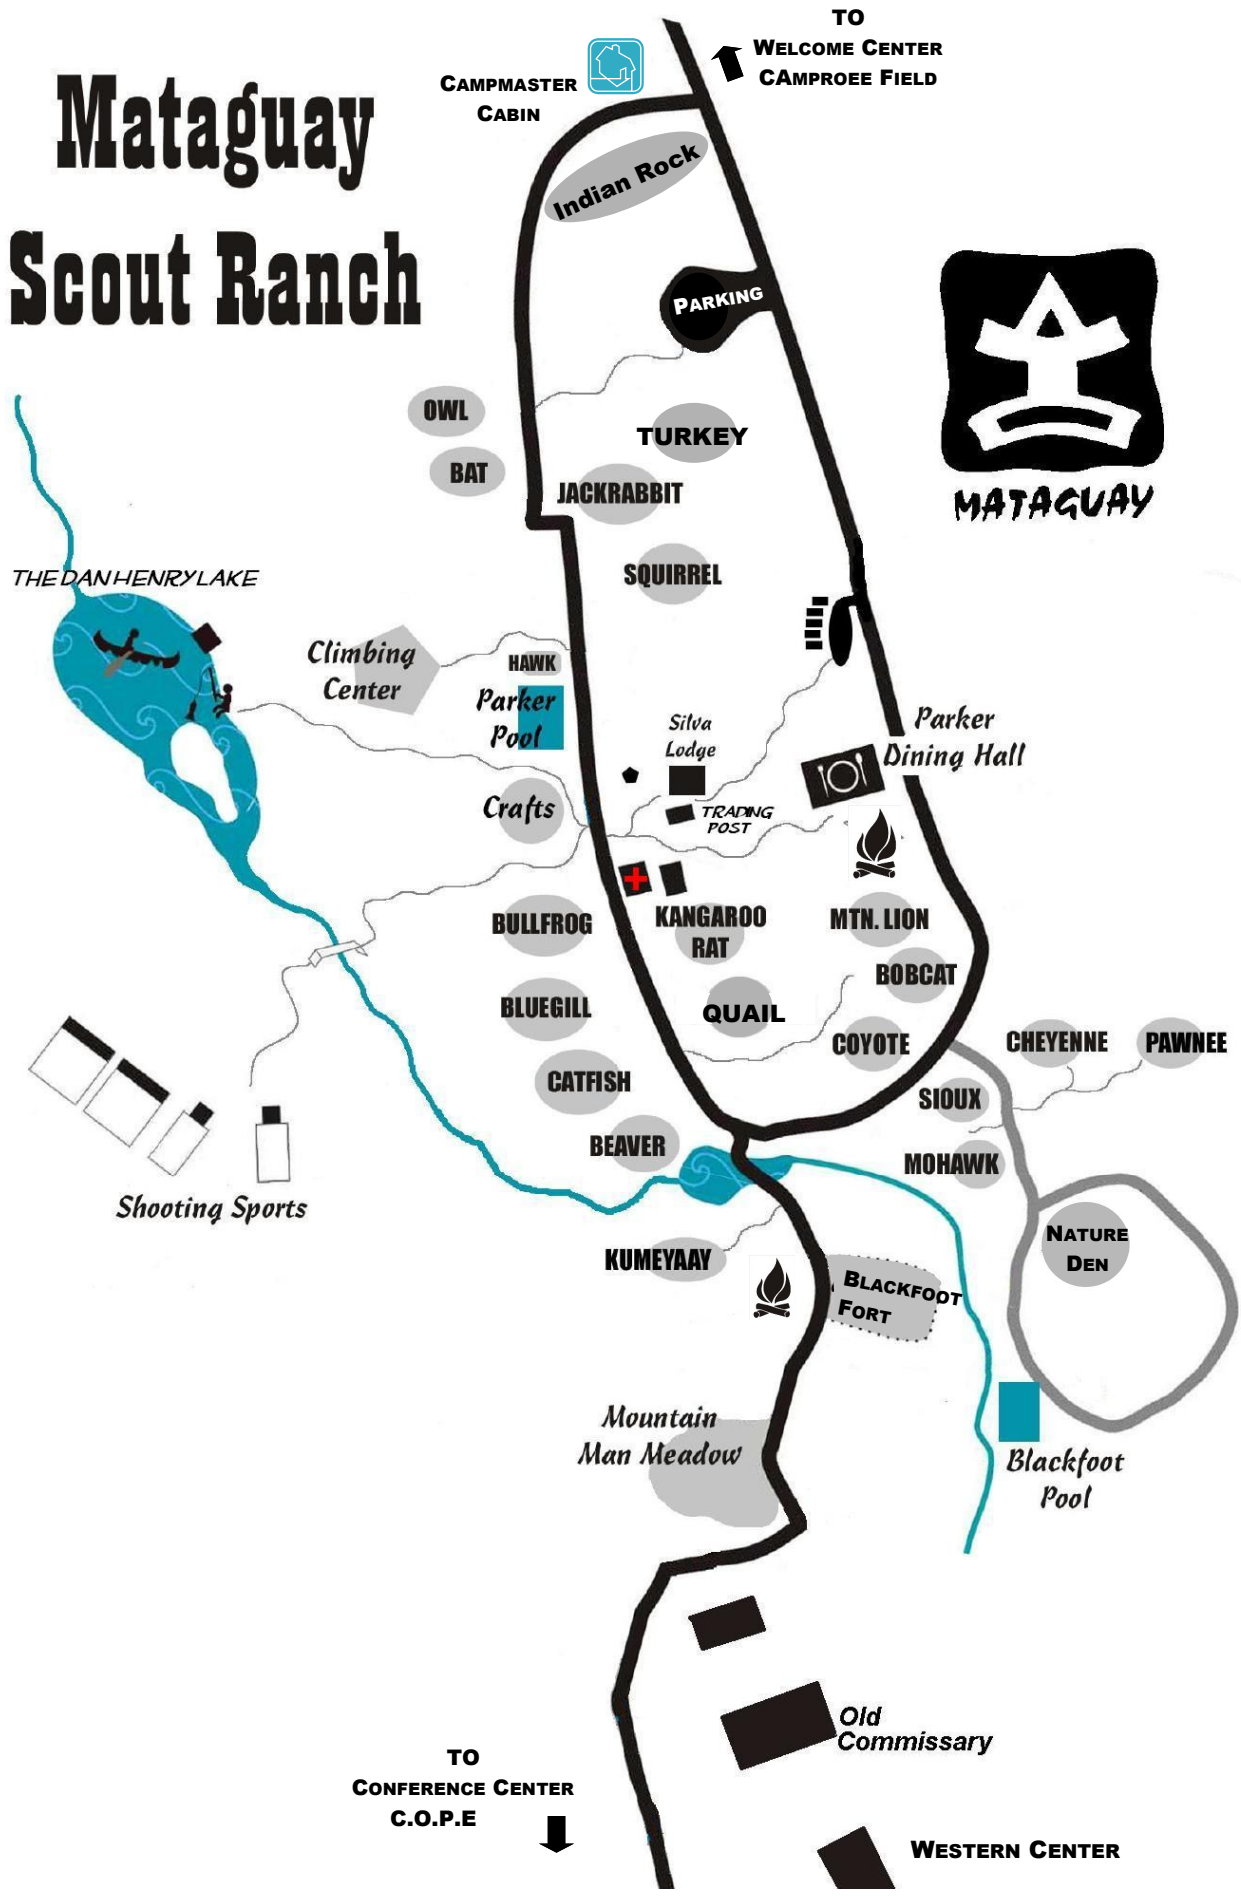 TO
WELCOME CENTER
CAMPROEE FIELD
CAMPMASTER
CABIN
Mataguay
Scout Ranch
Indian Rock
PARKING
MATAGUAY
OWL
TURKEY
BAT
JACKRABBIT
SQUIRREL
THE DAN HENRY LAKE
Climbing
Center
HAWK
Parker
Pool
Silva
Lodge
Parker
Dining Hall
Crafts
TRADING
POST
BULLFROG
KANGAROO
RAT
MTN. LION
BOBCAT
BLUEGILL
QUAIL
COYOTE
CHEYENNE
PAWNEE
CATFISH
SIOUX
BEAVER
MOHAWK
Shooting Sports
KUMEYAAY
NATURE
DEN
BLACKFOOT
FORT
Mountain
Man Meadow
Blackfoot
Pool
Old
Commissary
TO
CONFERENCE CENTER
C.O.P.E
WESTERN CENTER